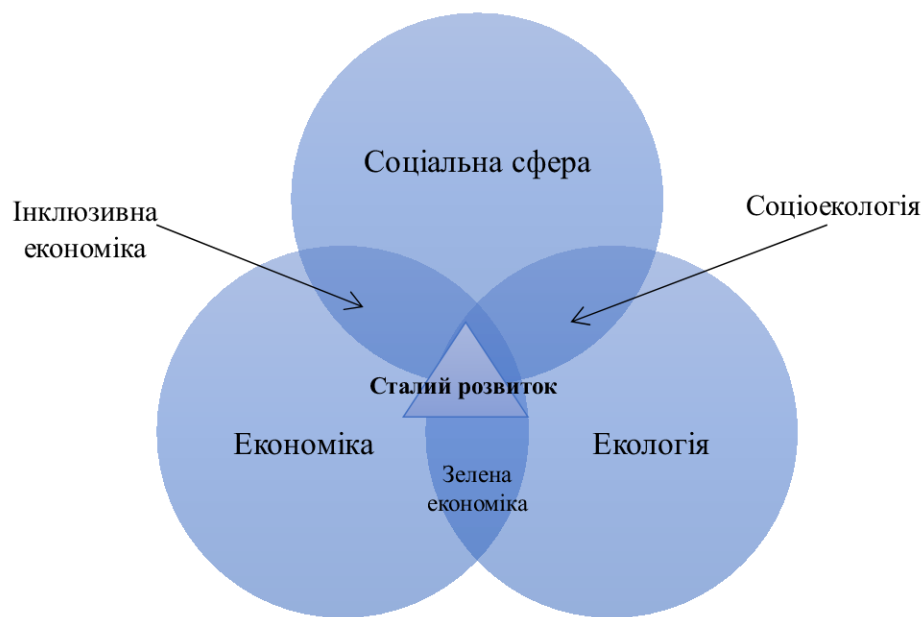 Соціальна сфера
Інклюзивна
економіка
Соціоекологія
Сталий розвиток
Економіка
Екологія
Зелена
економіка